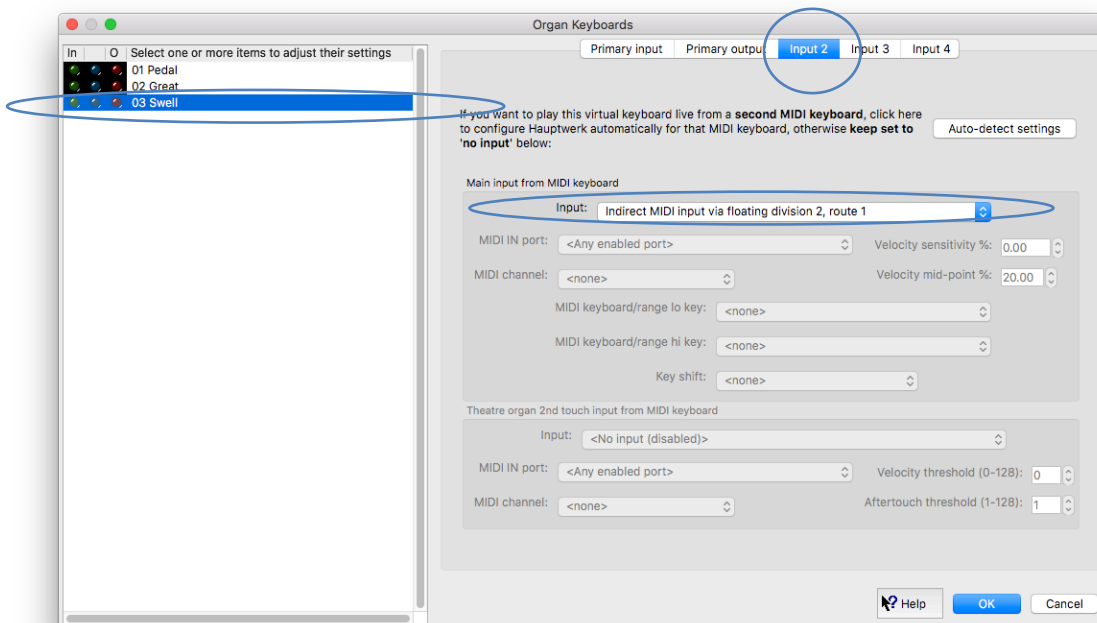 Organ Keyboards
In O Select one or more items to adjust their settings
01 Pedal
02 Great
03 Swell
Primary input Primary output Input 2 Input 3 Input 4
If you want to play this virtual keyboard live from a second MIDI keyboard, click here
to configure Hauptwerk automatically for that MIDI keyboard, otherwise keep set to
'no input' below:
Auto-detect settings
Main input from MIDI keyboard
Input: Indirect MIDI input via floating division 2, route 1
MIDI IN port: <Any enabled port> Velocity sensitivity %: 0.00
MIDI channel: <none> Velocity mid-point %: 20.00
MIDI keyboard/range lo key: <none>
MIDI keyboard/range hi key: <none>
Key shift: <none>
Theatre organ 2nd touch input from MIDI keyboard
Input: <No input (disabled)>
MIDI IN port: <Any enabled port> Velocity threshold (0-128): 0
MIDI channel: <none> Aftertouch threshold (1-128): 1
Help OK Cancel